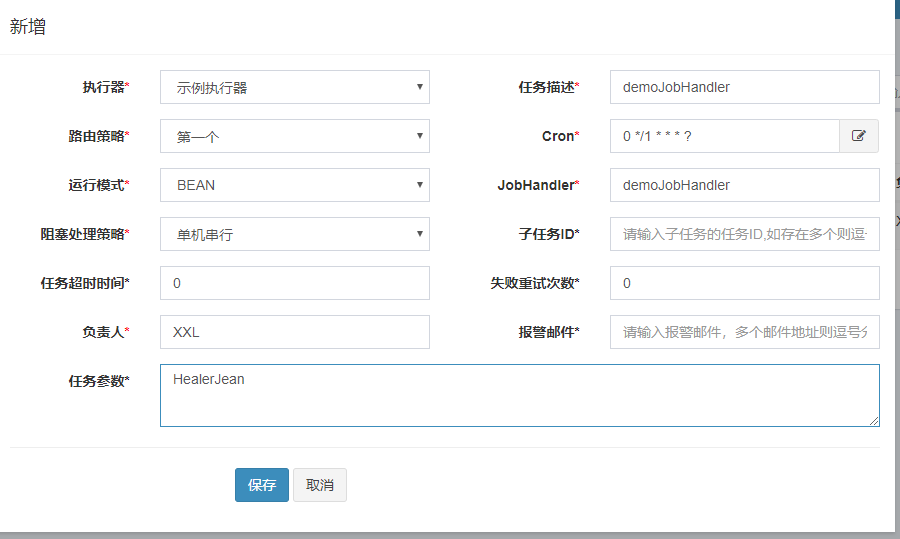 新增
执行器* 示例执行器 任务描述* demoJobHandler
路由策略* 第一个 Cron* 0 */1 * * * ?
运行模式* BEAN JobHandler* demoJobHandler
阻塞处理策略* 单机串行 子任务ID* 请输入子任务的任务ID,如存在多个则逗
任务超时时间* 0 失败重试次数* 0
负责人* XXL 报警邮件* 请输入报警邮件，多个邮件地址则逗号分
任务参数* HealerJean
保存 取消